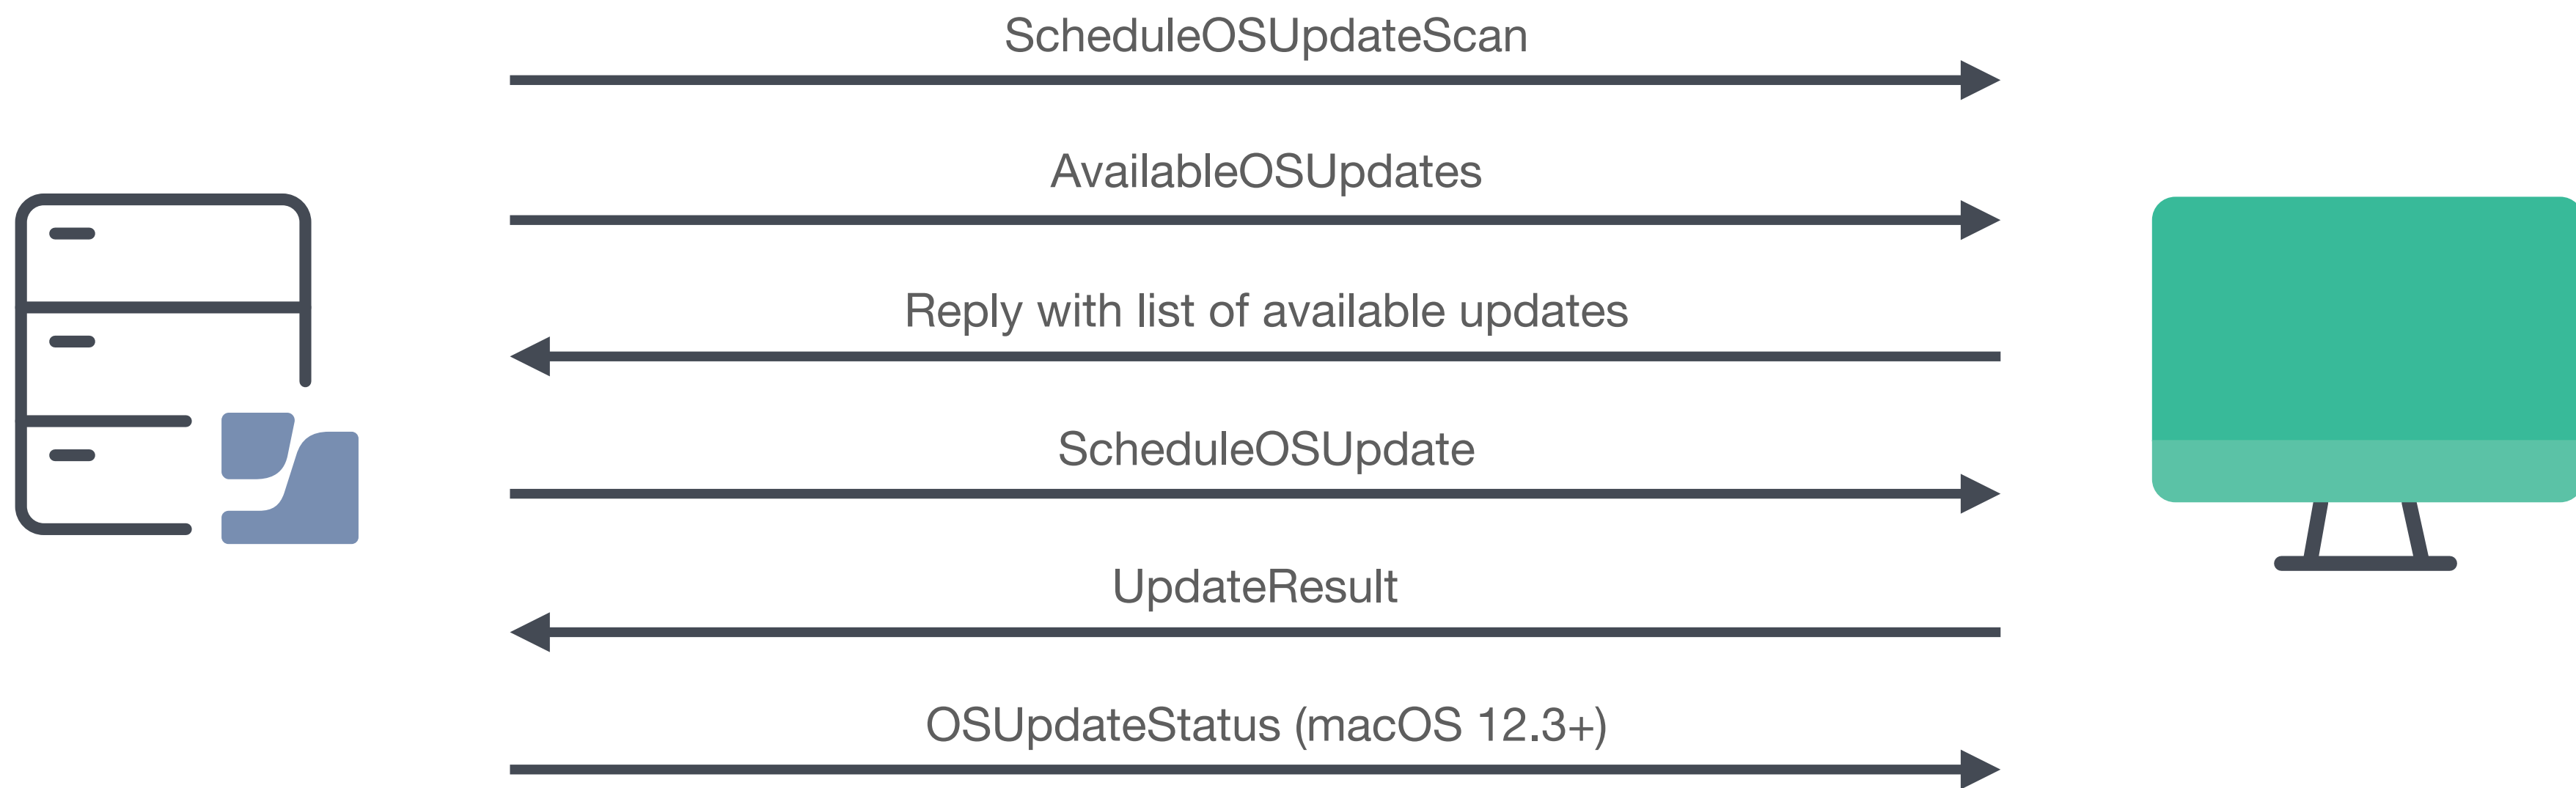 ScheduleOSUpdateScan
AvailableOSUpdates
Reply with list of available updates
ScheduleOSUpdate
UpdateResult
OSUpdateStatus (macOS 12.3+)